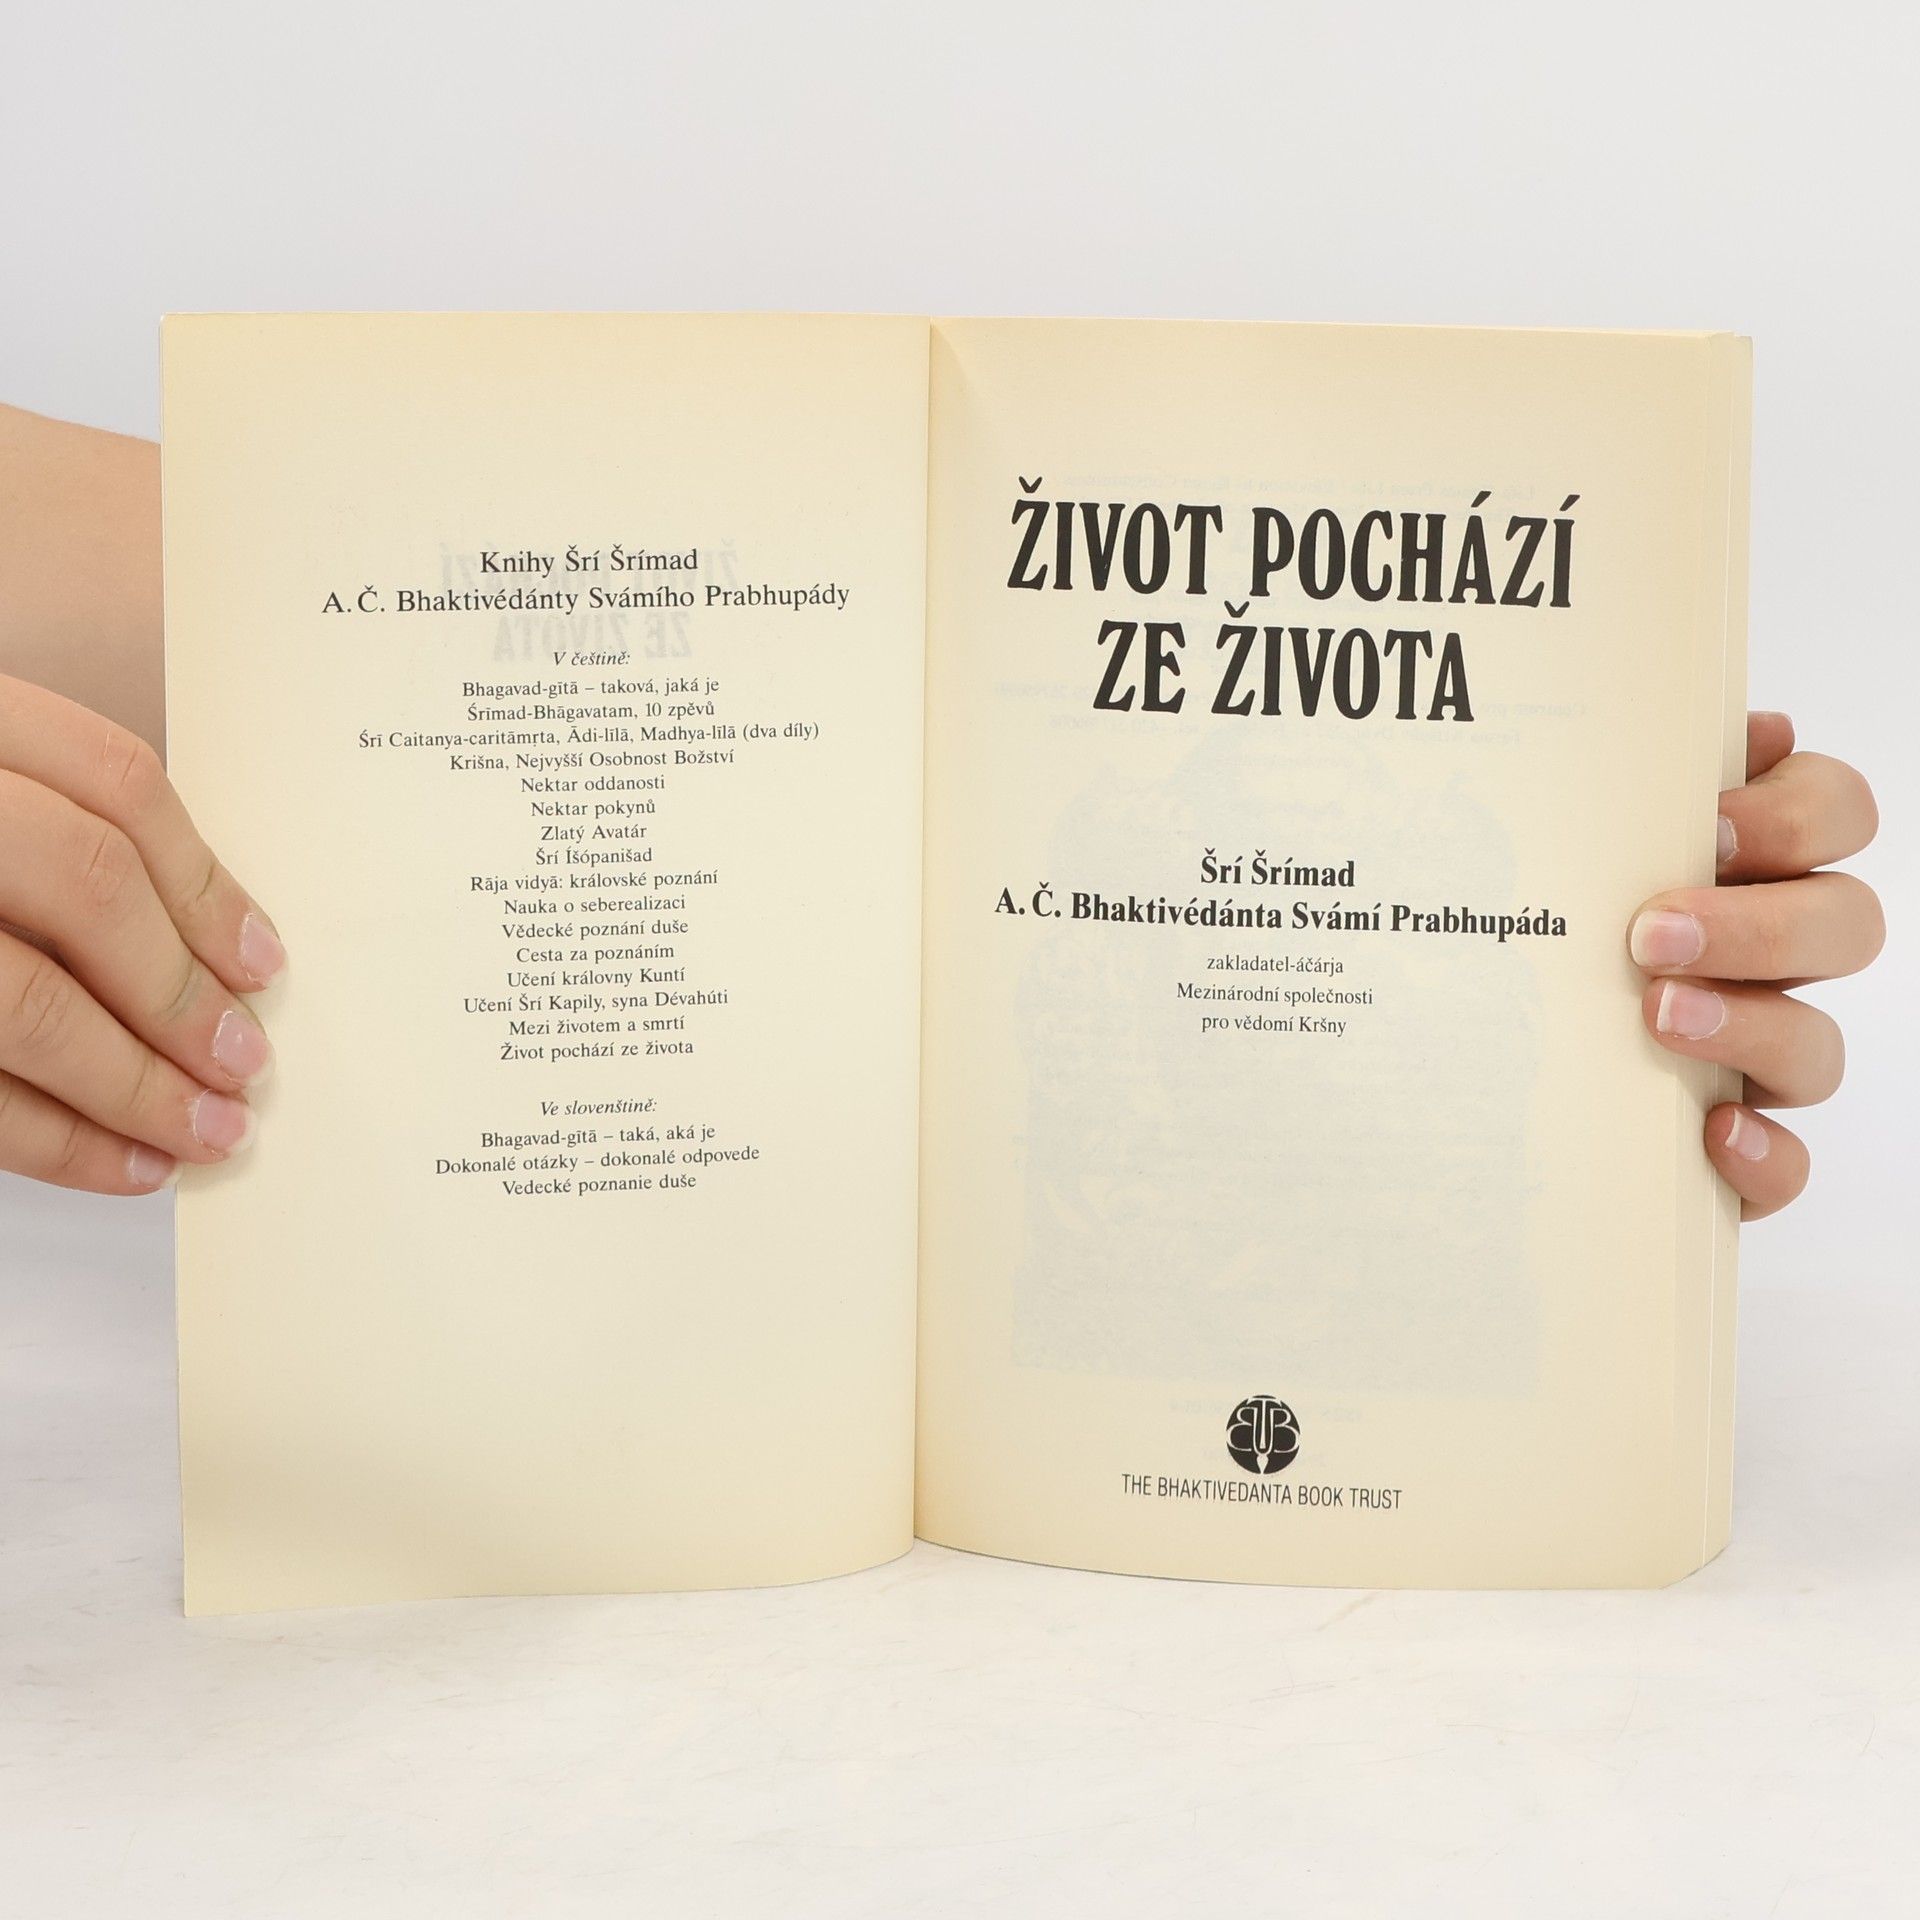 Knihy Šrí Šrímad
A. Č. Bhaktivédánty Svámího Prabhupády
V češtině:
Bhagavad-gītā – taková, jaká je
Śrīmad-Bhāgavatam, 10 zpěvů
Śrī Caitanya-caritāmṛta, Ādi-līlā, Madhya-līlā (dva díly)
Krišna, Nejvyšší Osobnost Božství
Nektar oddanosti
Nektar pokynů
Zlatý Avatár
Šrí Íšópanišad
Rāja vidyā: královské poznání
Nauka o seberealizaci
Vědecké poznání duše
Cesta za poznáním
Učení královny Kuntí
Učení Šrí Kapily, syna Dévahúti
Mezi životem a smrtí
Život pochází ze života
Ve slovenštině:
Bhagavad-gītā – taká, aká je
Dokonalé otázky – dokonalé odpovede
Vedecké poznanie duše
ŽIVOT POCHÁZÍ
ZE ŽIVOTA
Šrí Šrímad
A. Č. Bhaktivédánta Svámí Prabhupáda
zakladatel-áčárja
Mezinárodní společnosti
pro vědomí Kršny
BTB
THE BHAKTIVEDANTA BOOK TRUST